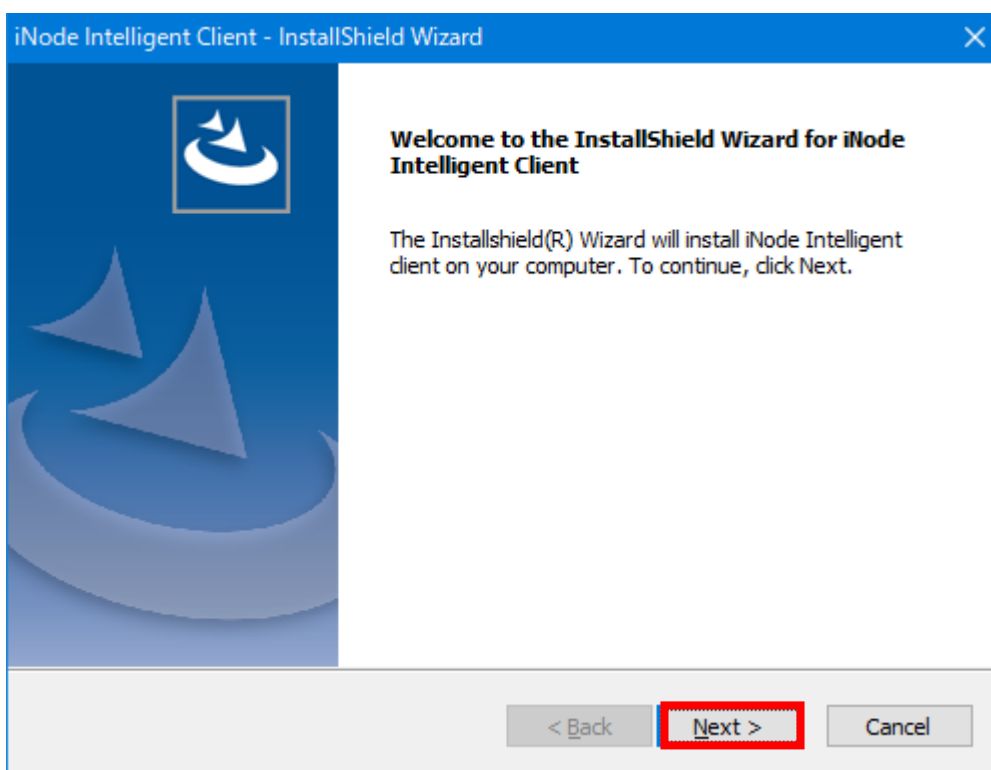 iNode Intelligent Client - InstallShield Wizard
Welcome to the InstallShield Wizard for iNode
Intelligent Client
The Installshield(R) Wizard will install iNode Intelligent
client on your computer. To continue, click Next.
< Back Next > Cancel